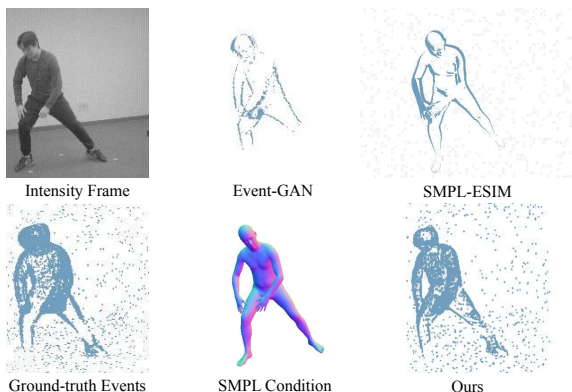 Intensity Frame
Event-GAN
SMPL-ESIM
Ground-truth Events
SMPL Condition
Ours